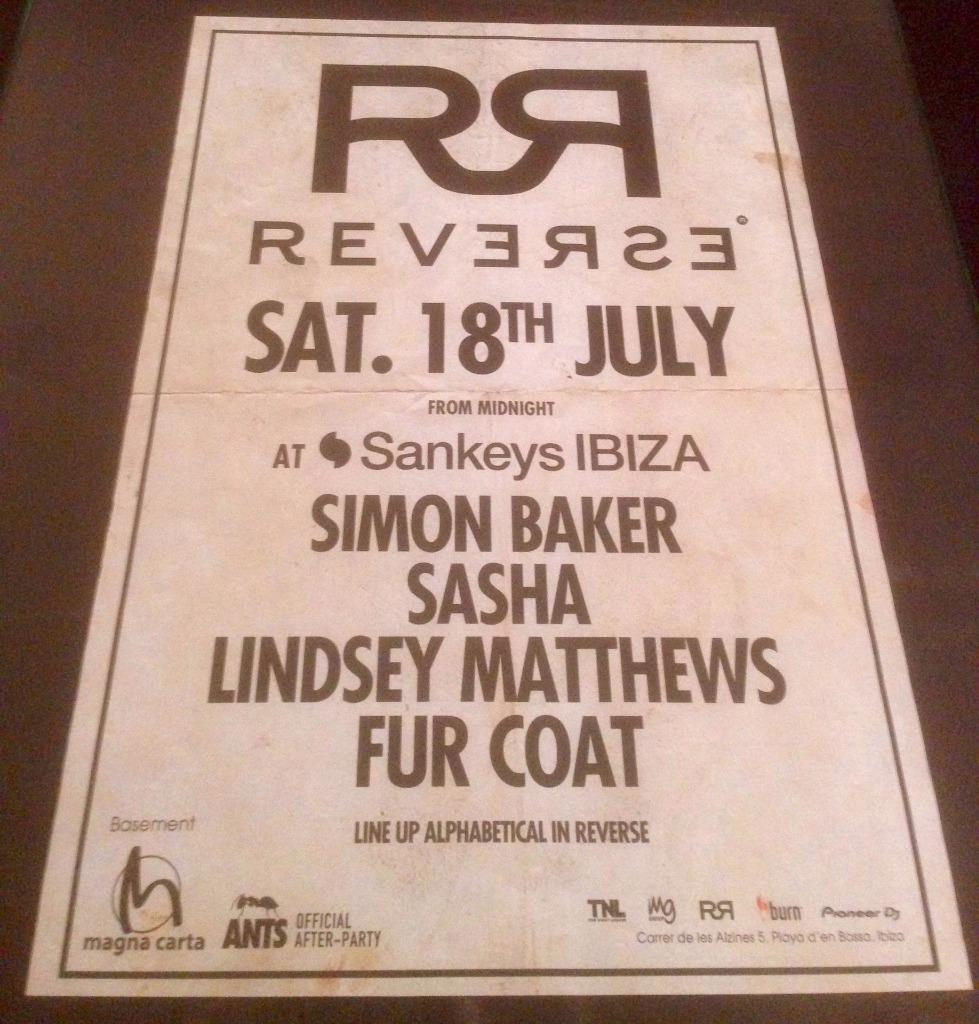 RR
REVERSE®
SAT. 18TH JULY
FROM MIDNIGHT
AT Sankeys IBIZA
SIMON BAKER
SASHA
LINDSEY MATTHEWS
FUR COAT
LINE UP ALPHABETICAL IN REVERSE
Basement
magna carta
ANTS OFFICIAL AFTER-PARTY
TNL mg RR burn Pioneer Dj
Carrer de les Alzines 5, Playa d'en Bossa, Ibiza